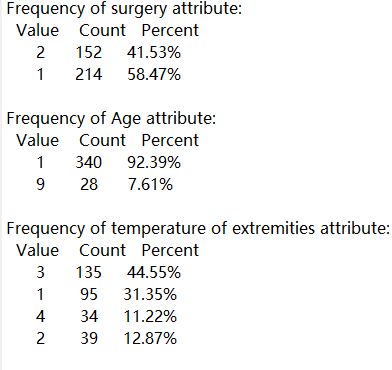 Frequency of surgery attribute:
Value Count Percent
2 152 41.53%
1 214 58.47%
Frequency of Age attribute:
Value Count Percent
1 340 92.39%
9 28 7.61%
Frequency of temperature of extremities attribute:
Value Count Percent
3 135 44.55%
1 95 31.35%
4 34 11.22%
2 39 12.87%